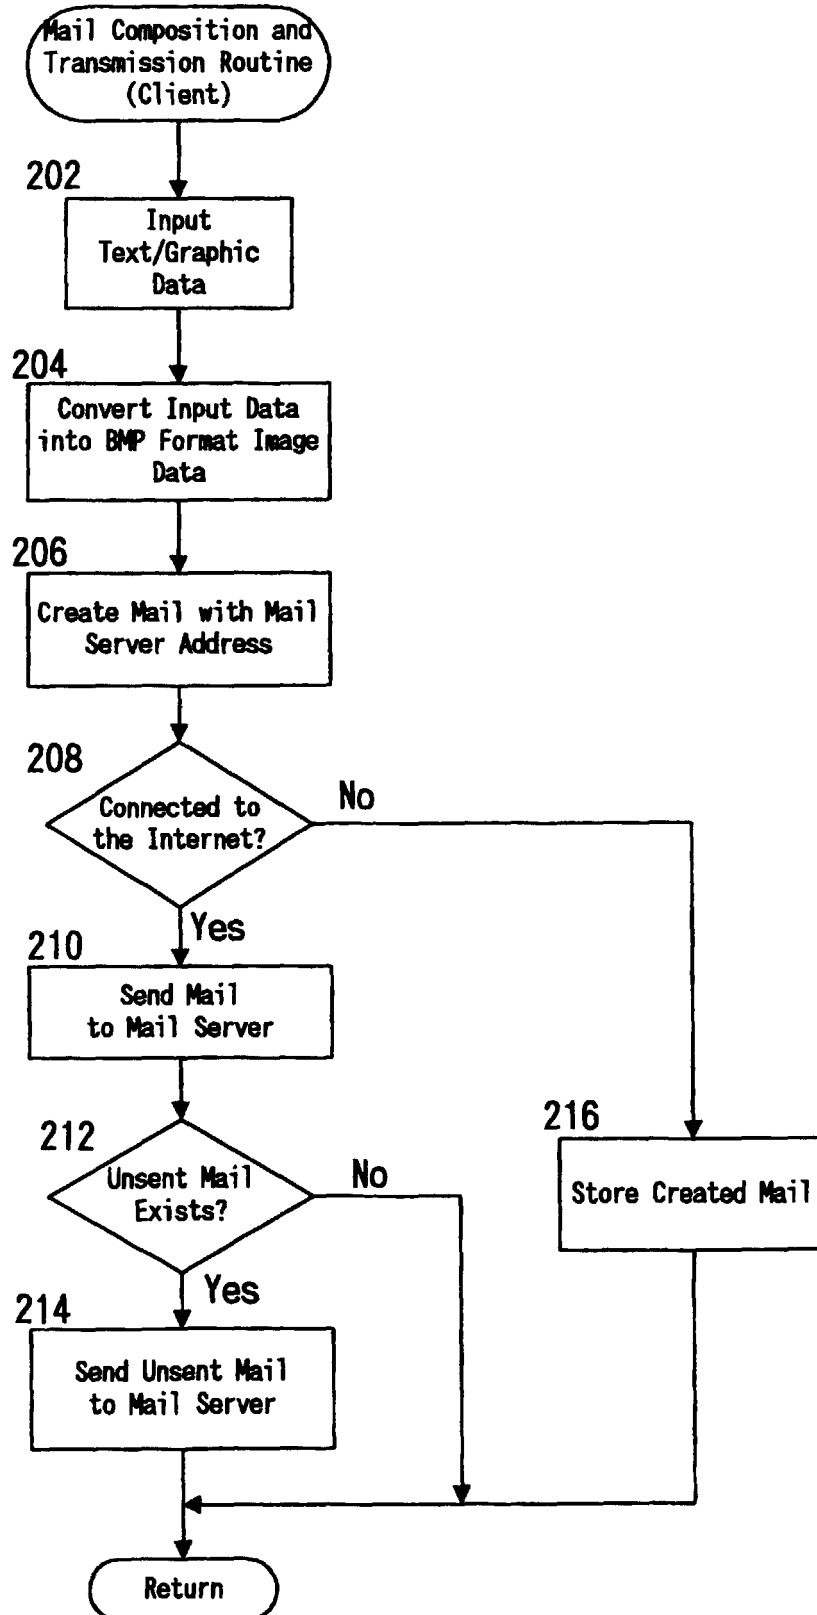 Mail Composition and
Transmission Routine
(Client)
202
Input
Text/Graphic
Data
204
Convert Input Data
into BMP Format Image
Data
206
Create Mail with Mail
Server Address
208
Connected to
the Internet?
No
Yes
210
Send Mail
to Mail Server
212
Unsent Mail
Exists?
No
216
Store Created Mail
Yes
214
Send Unsent Mail
to Mail Server
Return